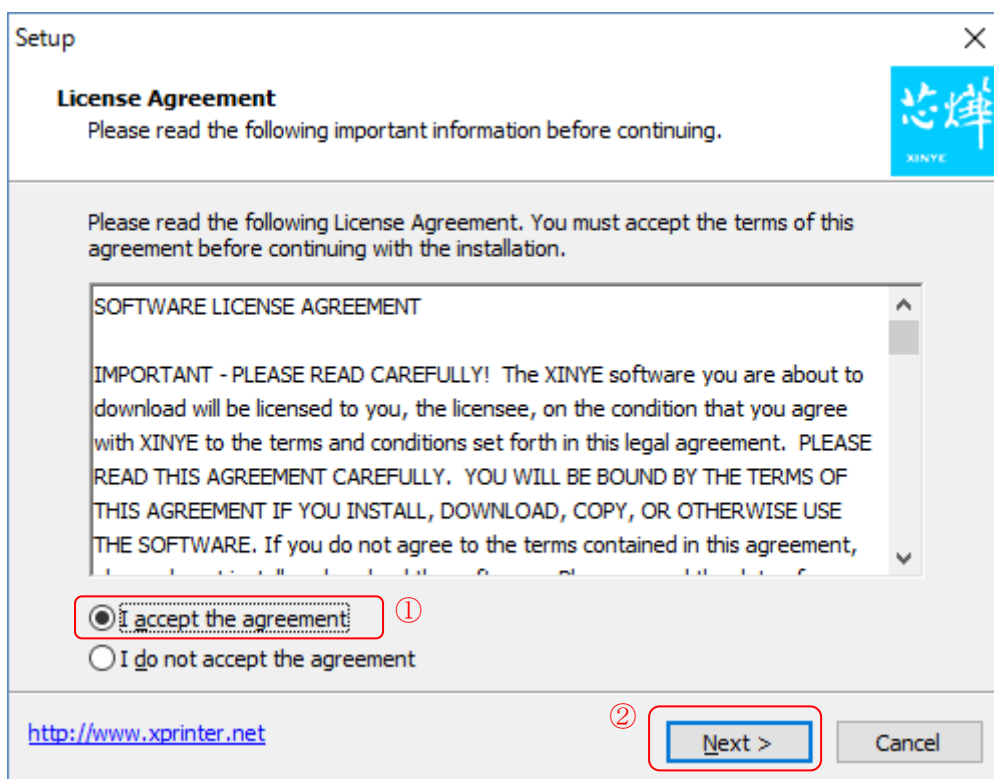 Setup
License Agreement
Please read the following important information before continuing.
芯烨
XINYE
Please read the following License Agreement. You must accept the terms of this
agreement before continuing with the installation.
SOFTWARE LICENSE AGREEMENT
IMPORTANT - PLEASE READ CAREFULLY!  The XINYE software you are about to
download will be licensed to you, the licensee, on the condition that you agree
with XINYE to the terms and conditions set forth in this legal agreement.  PLEASE
READ THIS AGREEMENT CAREFULLY.  YOU WILL BE BOUND BY THE TERMS OF
THIS AGREEMENT IF YOU INSTALL, DOWNLOAD, COPY, OR OTHERWISE USE
THE SOFTWARE. If you do not agree to the terms contained in this agreement,
I accept the agreement ①
I do not accept the agreement
http://www.xprinter.net
② Next > Cancel